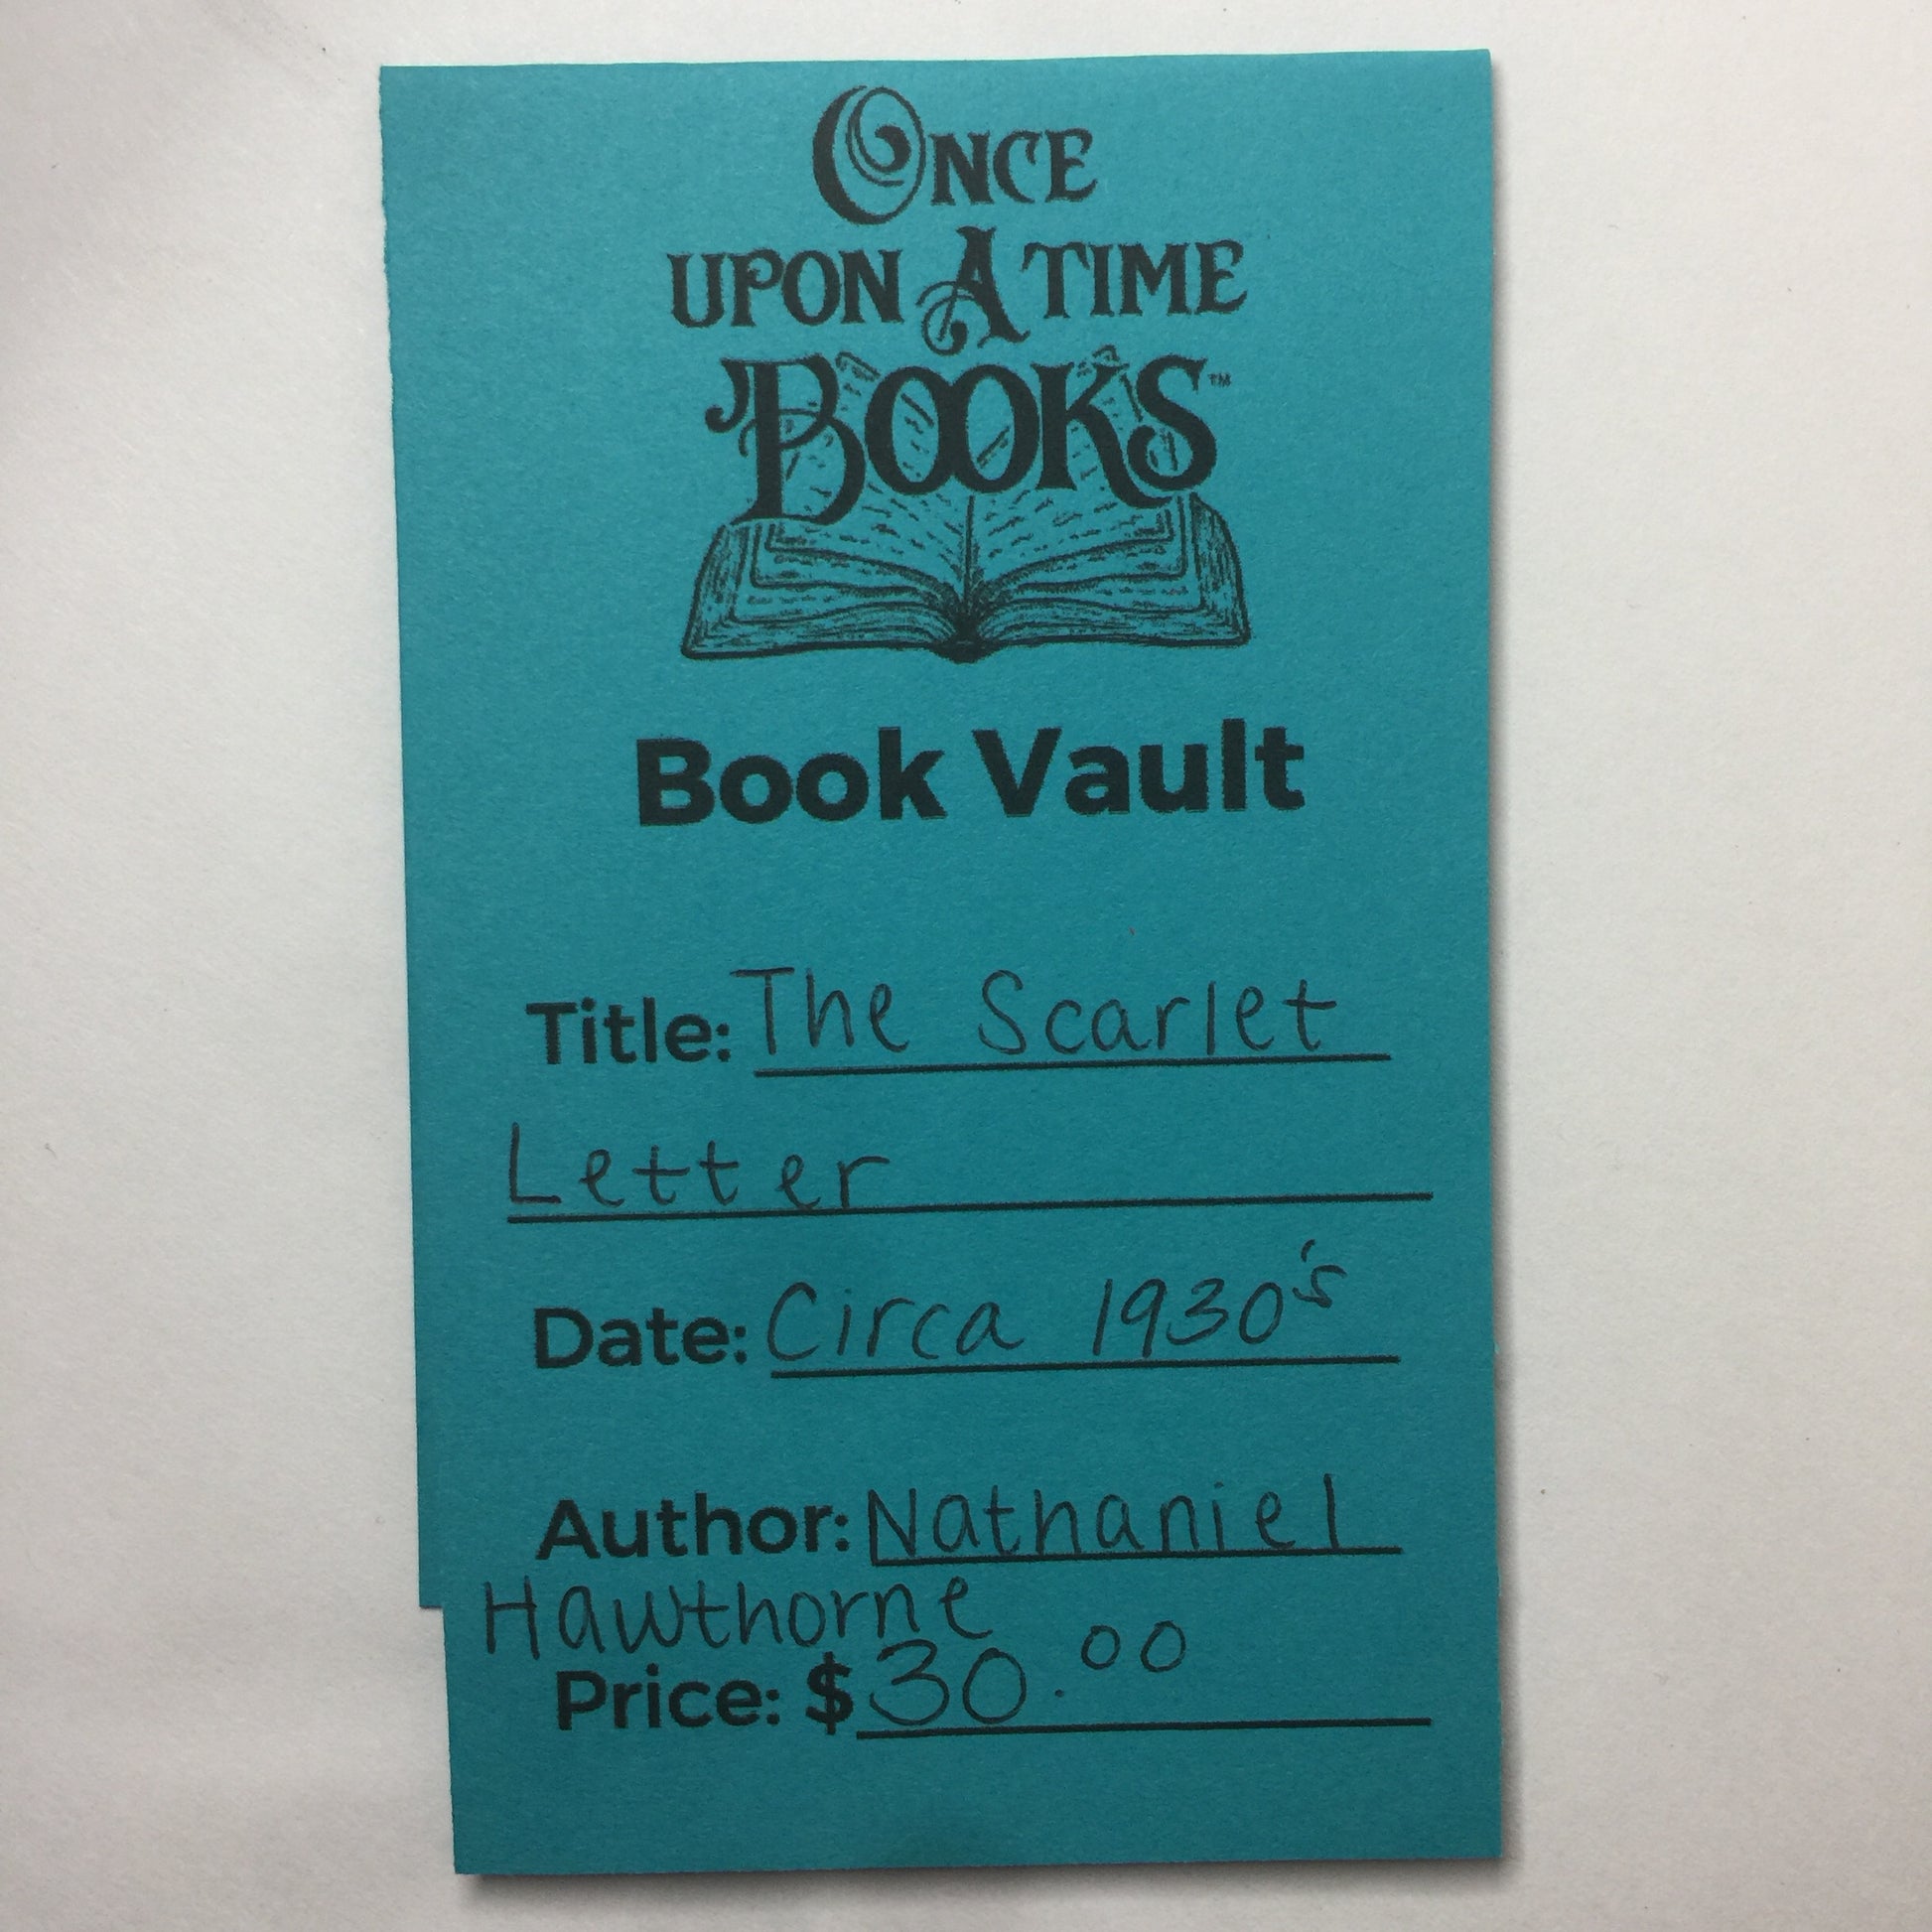 ONCE
UPON A TIME
BOOKS™
Book Vault
Title: The Scarlet
Letter
Date: Circa 1930's
Author: Nathaniel
Hawthorne
Price: $30.00